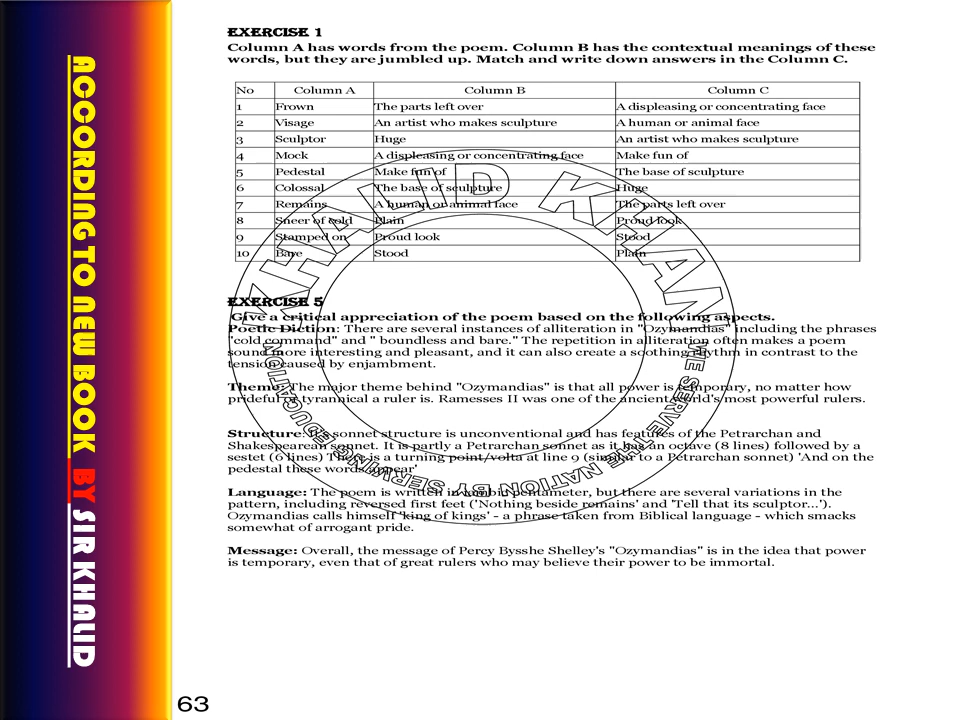 ACCORDING TO NEW BOOK BY SIR KHALID
EXERCISE 1
Column A has words from the poem. Column B has the contextual meanings of these
words, but they are jumbled up. Match and write down answers in the Column C.
No Column A Column B Column C
1 Frown The parts left over A displeasing or concentrating face
2 Visage An artist who makes sculpture A human or animal face
3 Sculptor Huge An artist who makes sculpture
4 Mock A displeasing or concentrating face Make fun of
5 Pedestal Make fun of The base of sculpture
6 Colossal The base of sculpture Huge
7 Remains A human or animal face The parts left over
8 Sneer of cold Plain Proud look
9 Stamped on Proud look Stood
10 Bare Stood Plain
KHALID KHAN
WE SERVE THE NATION BY SERVING EDUCATION
EXERCISE 5
Give a critical appreciation of the poem based on the following aspects.
Poetic Diction: There are several instances of alliteration in "Ozymandias" including the phrases
"cold command" and " boundless and bare." The repetition in alliteration often makes a poem
sound more interesting and pleasant, and it can also create a soothing rhythm in contrast to the
tension caused by enjambment.
Theme: The major theme behind "Ozymandias" is that all power is temporary, no matter how
prideful or tyrannical a ruler is. Ramesses II was one of the ancient world's most powerful rulers.
Structure: sonnet structure is unconventional and has features of the Petrarchan and
Shakespearean sonnet. It is partly a Petrarchan sonnet as it has an octave (8 lines) followed by a
sestet (6 lines) There is a turning point/volta at line 9 (similar to a Petrarchan sonnet) 'And on the
pedestal these words appear'
Language: The poem is written in iambic pentameter, but there are several variations in the
pattern, including reversed first feet ('Nothing beside remains' and 'Tell that its sculptor...').
Ozymandias calls himself 'king of kings' - a phrase taken from Biblical language - which smacks
somewhat of arrogant pride.
Message: Overall, the message of Percy Bysshe Shelley's "Ozymandias" is in the idea that power
is temporary, even that of great rulers who may believe their power to be immortal.
63